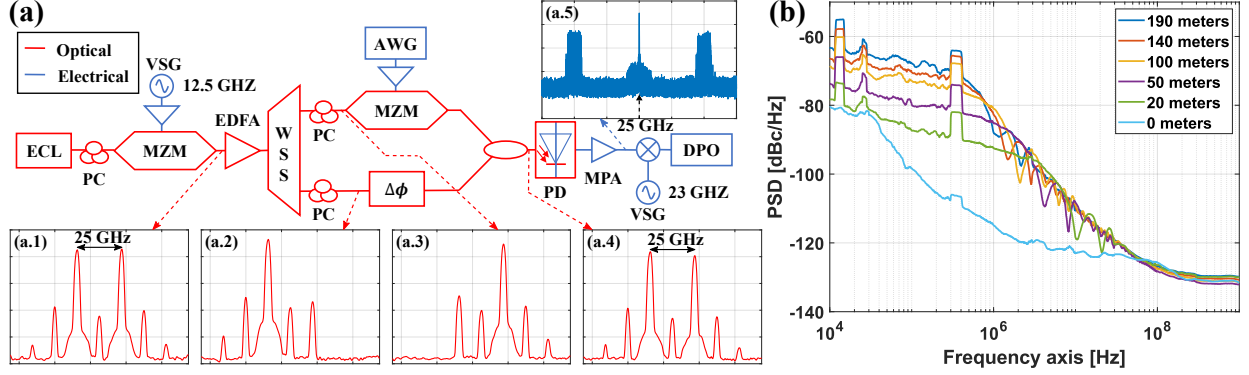 (a)
Optical
Electrical
VSG
12.5 GHZ
ECL
PC
MZM
EDFA
W
S
S
PC
PC
AWG
MZM
Δϕ
(a.5)
25 GHz
PD
MPA
VSG
23 GHZ
DPO
(a.1)
25 GHz
(a.2)
(a.3)
(a.4)
25 GHz
(b)
PSD [dBc/Hz]
-60
-80
-100
-120
-140
10^4
10^6
10^8
Frequency axis [Hz]
190 meters
140 meters
100 meters
50 meters
20 meters
0 meters